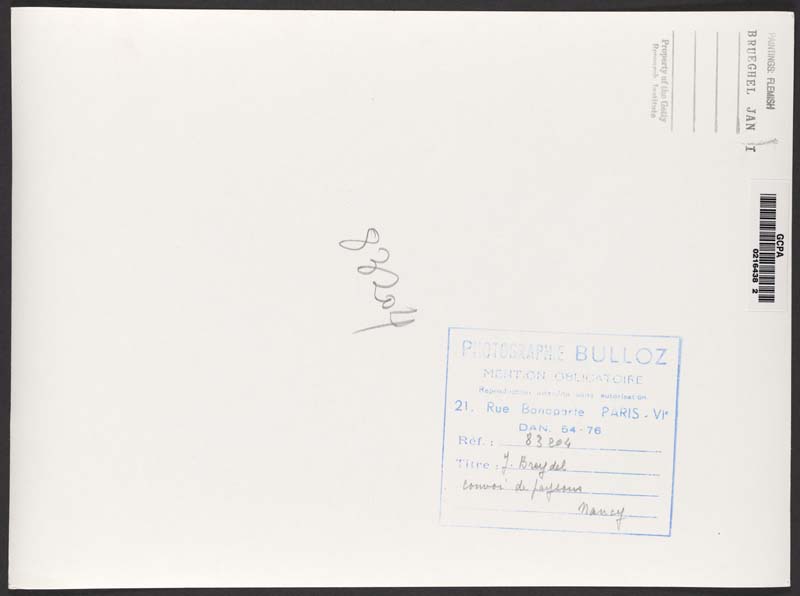 PAINTINGS: FLEMISH
BRUEGHEL JAN I
Property of the Getty
Research Institute
GCPA
0216438 2
83204
PHOTOGRAPHIE BULLOZ
MENTION OBLIGATOIRE
Reproduction interdite sans autorisation
21, Rue Bonaparte PARIS-VIe
DAN. 54-76
Réf. : 83204
Titre : J. Breydel
convoi de paysans
Nancy